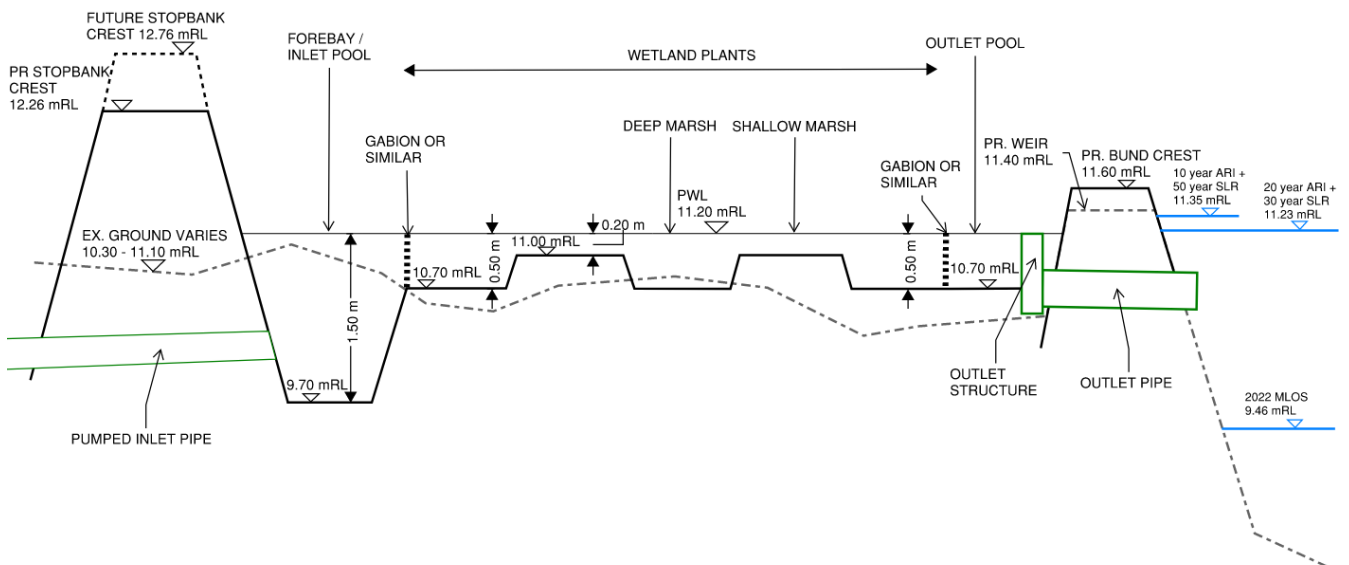 FUTURE STOPBANK
CREST 12.76 mRL
PR STOPBANK
CREST
12.26 mRL
FOREBAY /
INLET POOL
WETLAND PLANTS
OUTLET POOL
GABION OR
SIMILAR
DEEP MARSH
SHALLOW MARSH
GABION OR
SIMILAR
PR. WEIR
11.40 mRL
PR. BUND CREST
11.60 mRL
10 year ARI +
50 year SLR
11.35 mRL
20 year ARI +
30 year SLR
11.23 mRL
PWL
11.20 mRL
0.20 m
11.00 mRL
EX. GROUND VARIES
10.30 - 11.10 mRL
10.70 mRL
0.50 m
0.50 m
10.70 mRL
1.50 m
9.70 mRL
PUMPED INLET PIPE
OUTLET
STRUCTURE
OUTLET PIPE
2022 MLOS
9.46 mRL